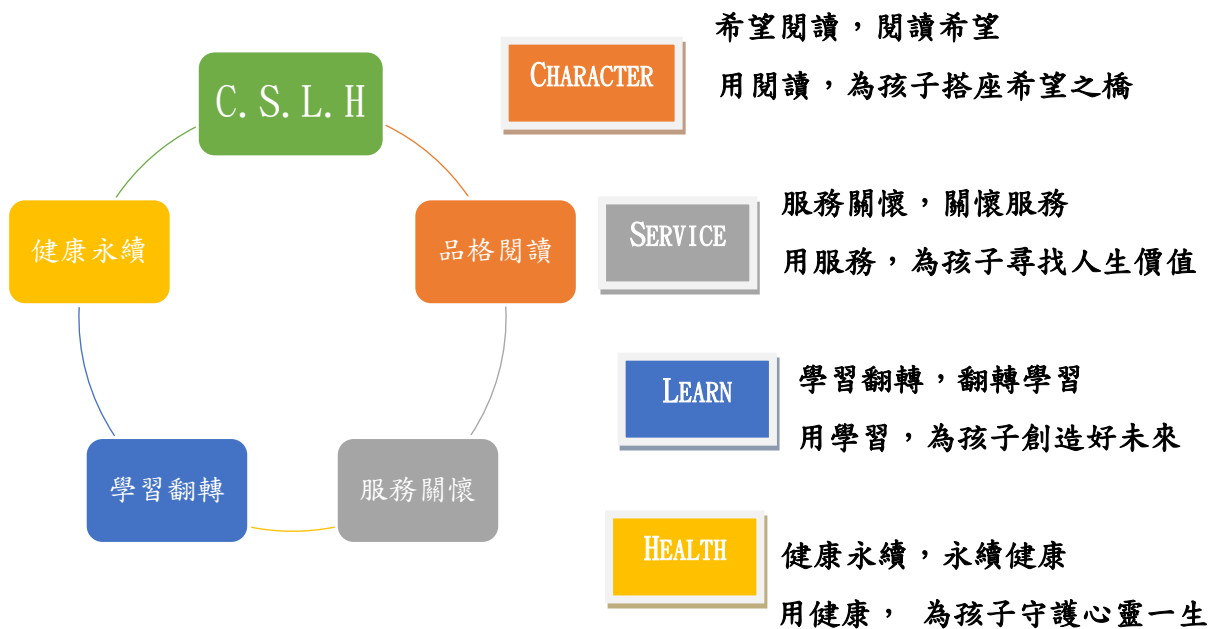 C.S.L.H
品格閱讀
服務關懷
學習翻轉
健康永續
CHARACTER
希望閱讀，閱讀希望
用閱讀，為孩子搭座希望之橋
SERVICE
服務關懷，關懷服務
用服務，為孩子尋找人生價值
LEARN
學習翻轉，翻轉學習
用學習，為孩子創造好未來
HEALTH
健康永續，永續健康
用健康， 為孩子守護心靈一生